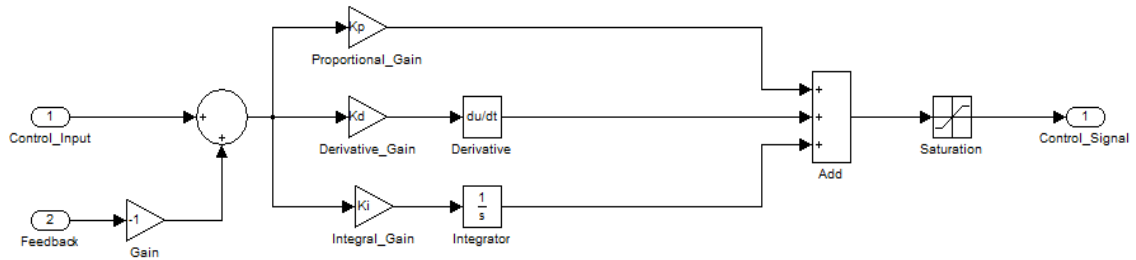 Kp
Proportional_Gain
1
Control_Input
+
+
Kd
Derivative_Gain
du/dt
Derivative
+
+
+
Add
Saturation
1
Control_Signal
2
Feedback
-1
Gain
Ki
Integral_Gain
1
s
Integrator